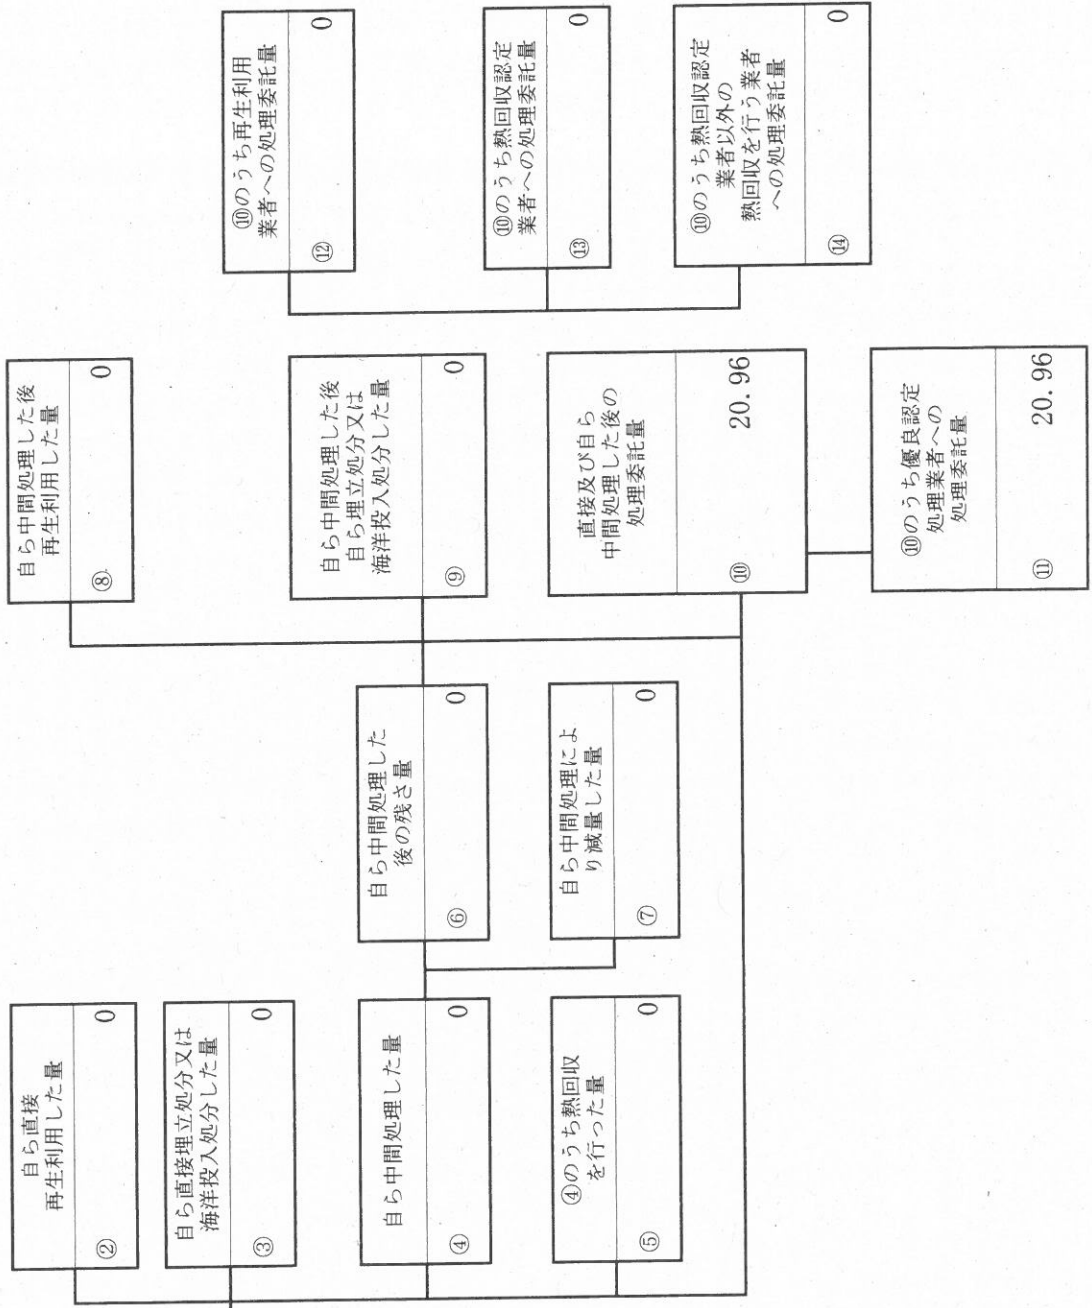 自ら直接
再生利用した量
② 0
自ら直接埋立処分又は
海洋投入処分した量
③ 0
自ら中間処理した量
④ 0
④のうち熱回収
を行った量
⑤ 0
自ら中間処理した
後の残さ量
⑥ 0
自ら中間処理によ
り減量した量
⑦ 0
自ら中間処理した後
再生利用した量
⑧ 0
自ら中間処理した後
自ら埋立処分又は
海洋投入処分した量
⑨ 0
直接及び自ら
中間処理した後の
処理委託量
⑩ 20.96
⑩のうち優良認定
処理業者への
処理委託量
⑪ 20.96
⑩のうち再生利用
業者への処理委託量
⑫ 0
⑩のうち熱回収認定
業者への処理委託量
⑬ 0
⑩のうち熱回収認定
業者以外の
熱回収を行う業者
への処理委託量
⑭ 0